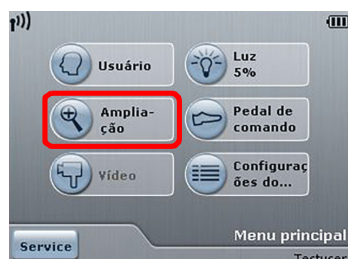 Usuário
Luz
5%
Amplia-
ção
Pedal de
comando
Vídeo
Configuraç
ões do...
Menu principal
Service